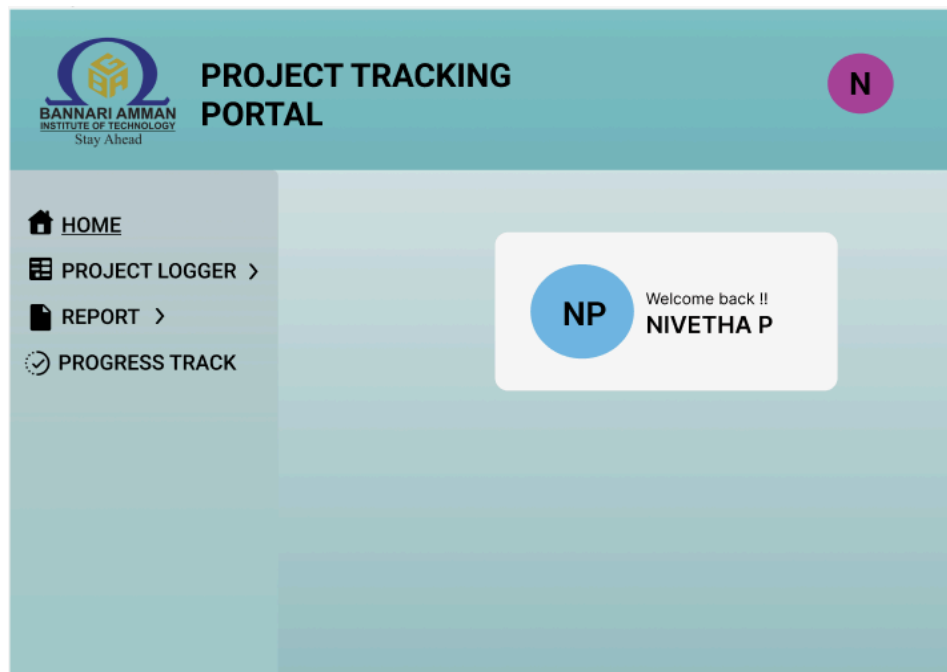 GBA
BANNARI AMMAN
INSTITUTE OF TECHNOLOGY
Stay Ahead
PROJECT TRACKING
PORTAL
N
HOME
PROJECT LOGGER
REPORT
PROGRESS TRACK
NP
Welcome back !!
NIVETHA P